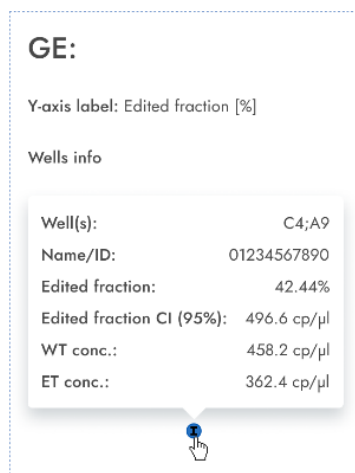 GE:
Y-axis label: Edited fraction [%]
Wells info
Well(s): C4;A9
Name/ID: 01234567890
Edited fraction: 42.44%
Edited fraction CI (95%): 496.6 cp/µl
WT conc.: 458.2 cp/µl
ET conc.: 362.4 cp/µl